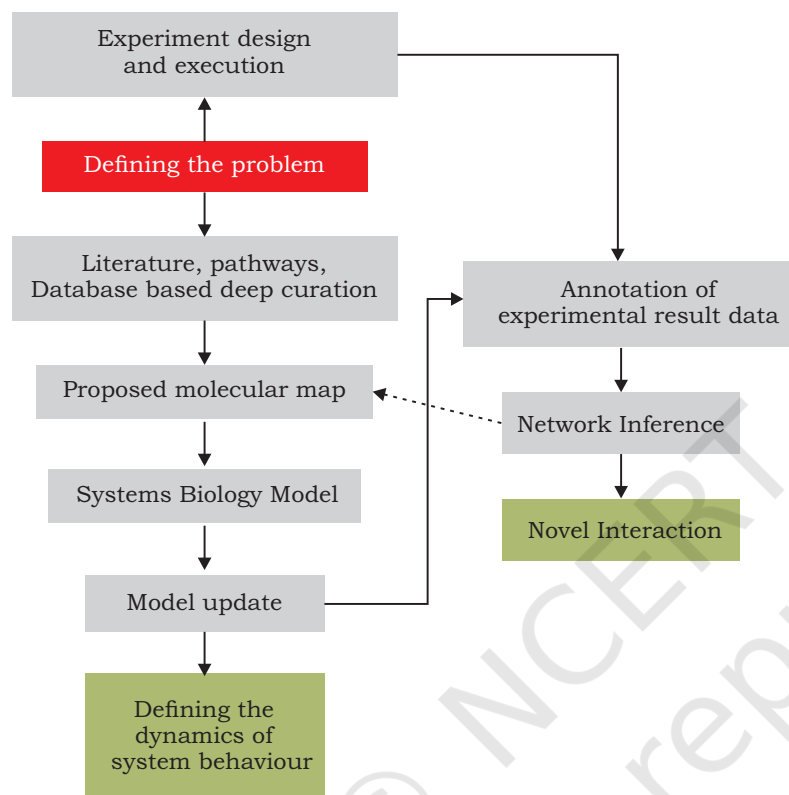 Experiment design
and execution
Defining the problem
Literature, pathways,
Database based deep curation
Proposed molecular map
Systems Biology Model
Model update
Defining the
dynamics of
system behaviour
Annotation of
experimental result data
Network Inference
Novel Interaction
© NCERT
repu